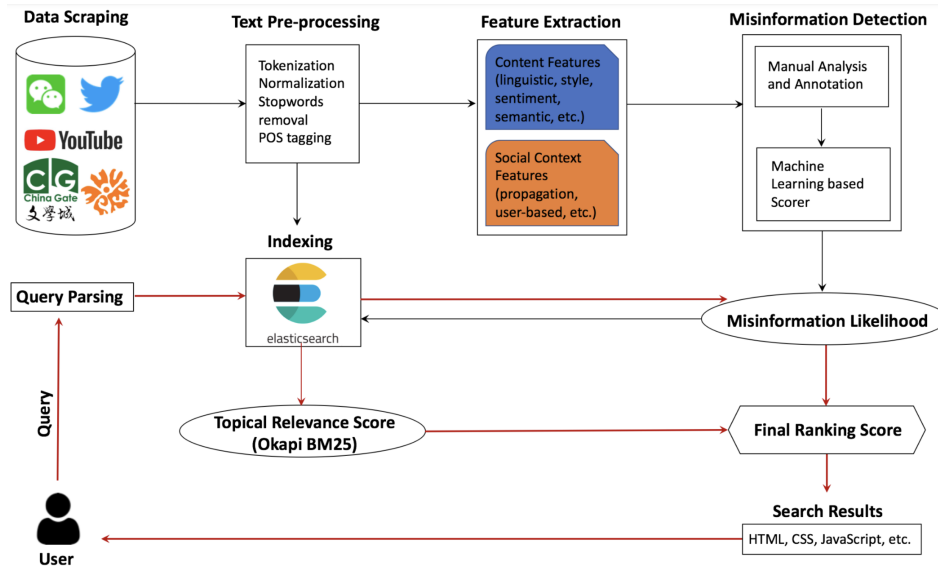 Data Scraping
Text Pre-processing
Feature Extraction
Misinformation Detection
YouTube
CG
China Gate
文學城
Tokenization
Normalization
Stopwords
removal
POS tagging
Content Features
(linguistic, style,
sentiment,
semantic, etc.)
Social Context
Features
(propagation,
user-based, etc.)
Manual Analysis
and Annotation
Machine
Learning based
Scorer
Indexing
elasticsearch
Query Parsing
Misinformation Likelihood
Query
Topical Relevance Score
(Okapi BM25)
Final Ranking Score
Search Results
HTML, CSS, JavaScript, etc.
User